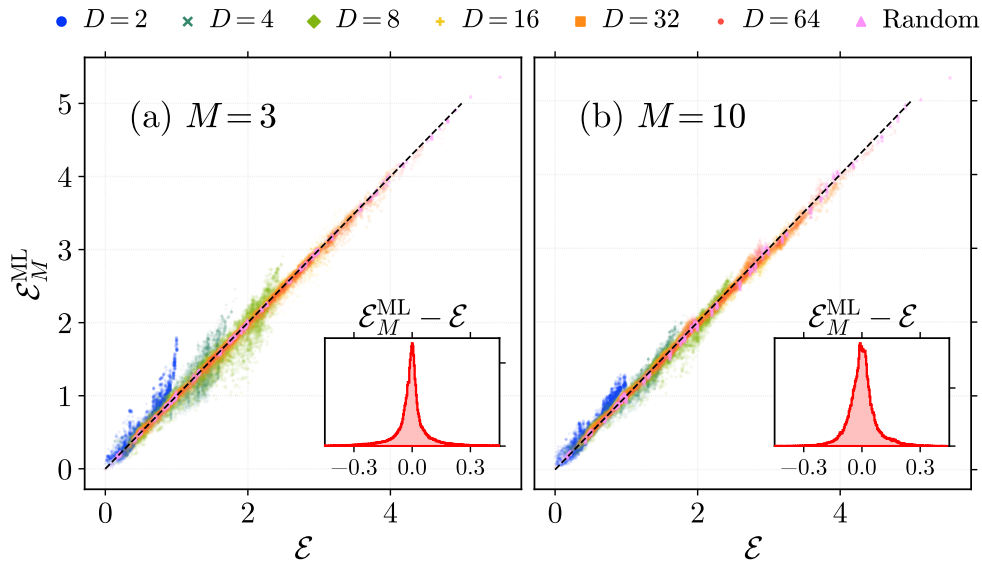 D = 2 D = 4 D = 8 D = 16 D = 32 D = 64 Random
(a) M = 3
(b) M = 10
5
4
3
2
1
0
ℰ_M^ML
ℰ_M^ML − ℰ
−0.3 0.0 0.3
ℰ_M^ML − ℰ
−0.3 0.0 0.3
0 2 4
0 2 4
ℰ
ℰ